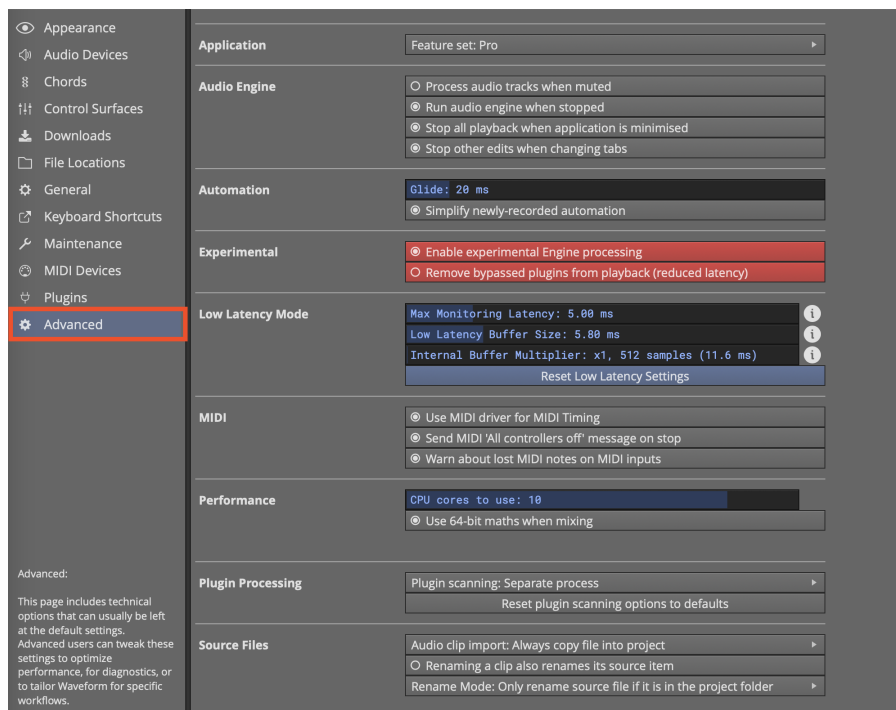 Appearance
Audio Devices
Chords
Control Surfaces
Downloads
File Locations
General
Keyboard Shortcuts
Maintenance
MIDI Devices
Plugins
Advanced
Advanced:
This page includes technical
options that can usually be left
at the default settings.
Advanced users can tweak these
settings to optimize
performance, for diagnostics, or
to tailor Waveform for specific
workflows.
Application
Feature set: Pro
Audio Engine
Process audio tracks when muted
Run audio engine when stopped
Stop all playback when application is minimised
Stop other edits when changing tabs
Automation
Glide: 20 ms
Simplify newly-recorded automation
Experimental
Enable experimental Engine processing
Remove bypassed plugins from playback (reduced latency)
Low Latency Mode
Max Monitoring Latency: 5.00 ms
Low Latency Buffer Size: 5.80 ms
Internal Buffer Multiplier: x1, 512 samples (11.6 ms)
Reset Low Latency Settings
MIDI
Use MIDI driver for MIDI Timing
Send MIDI 'All controllers off' message on stop
Warn about lost MIDI notes on MIDI inputs
Performance
CPU cores to use: 10
Use 64-bit maths when mixing
Plugin Processing
Plugin scanning: Separate process
Reset plugin scanning options to defaults
Source Files
Audio clip import: Always copy file into project
Renaming a clip also renames its source item
Rename Mode: Only rename source file if it is in the project folder